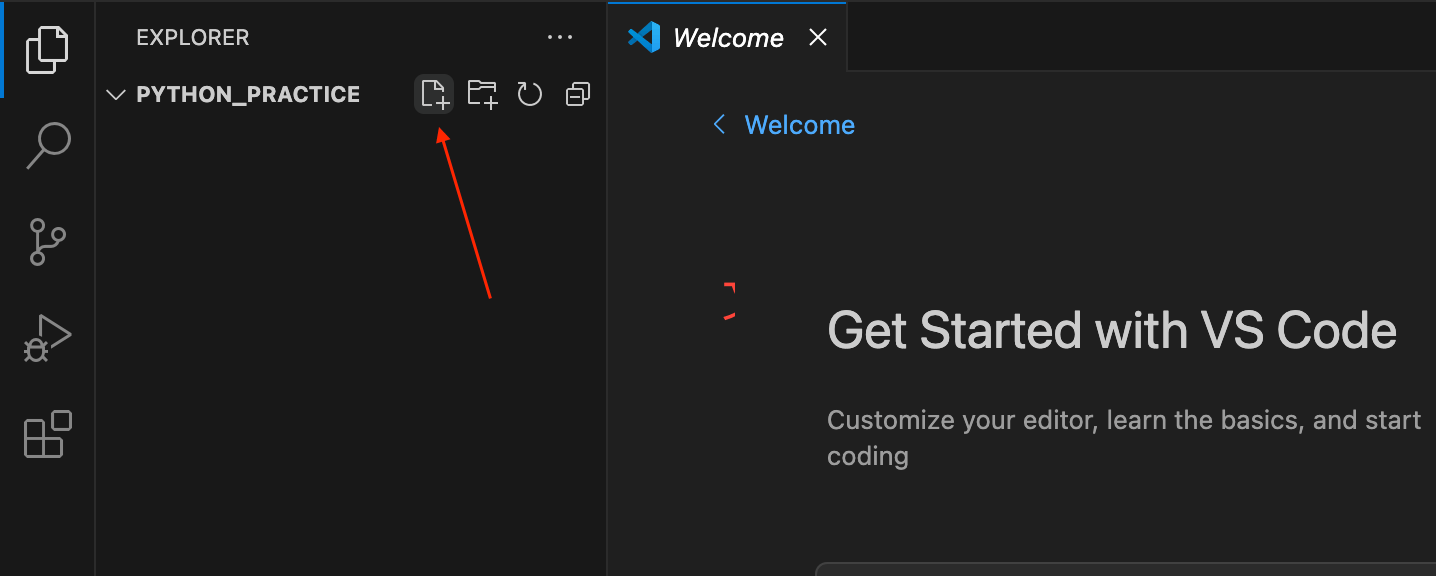 EXPLORER
PYTHON_PRACTICE
Welcome
Welcome
Get Started with VS Code
Customize your editor, learn the basics, and start
coding